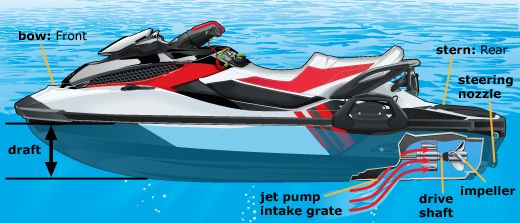 bow: Front
stern: Rear
steering
nozzle
draft
jet pump
intake grate
drive
shaft
impeller